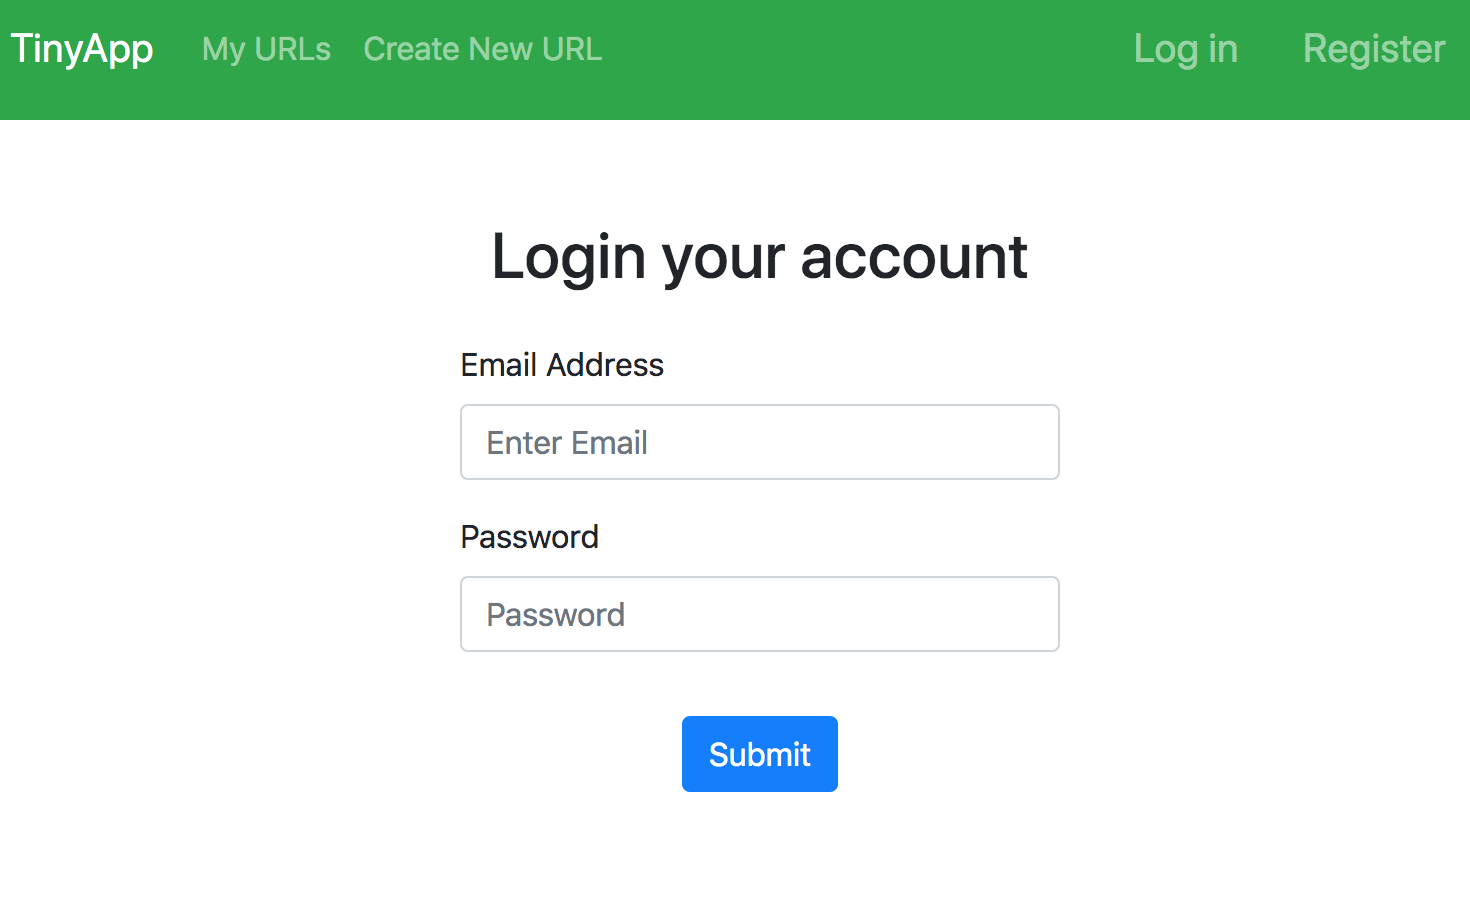 TinyApp My URLs Create New URL Log in Register
Login your account
Email Address
Enter Email
Password
Password
Submit